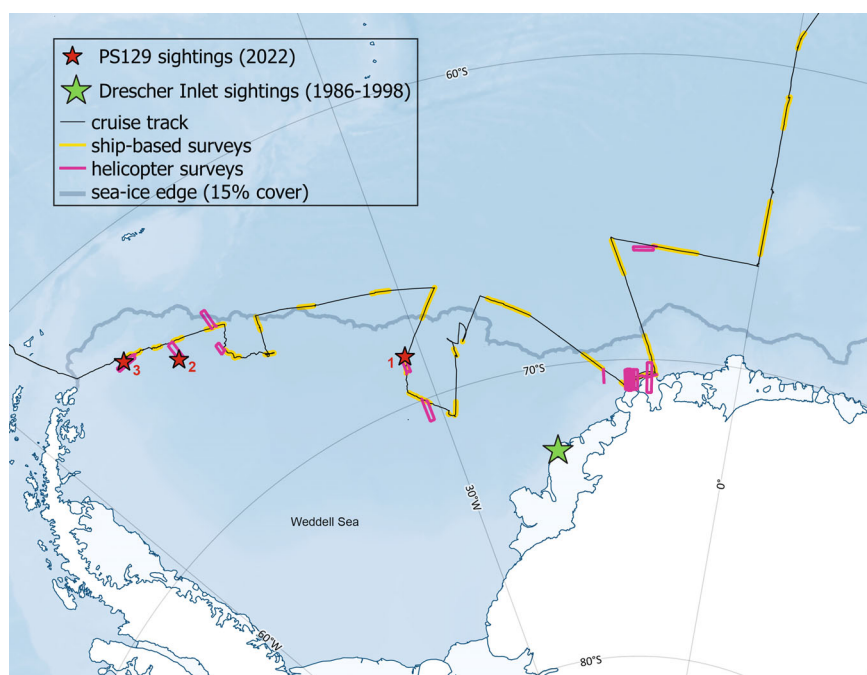 PS129 sightings (2022)
Drescher Inlet sightings (1986-1998)
cruise track
ship-based surveys
helicopter surveys
sea-ice edge (15% cover)
60°S
1
2
3
70°S
30°W
0°
Weddell Sea
60°W
80°S